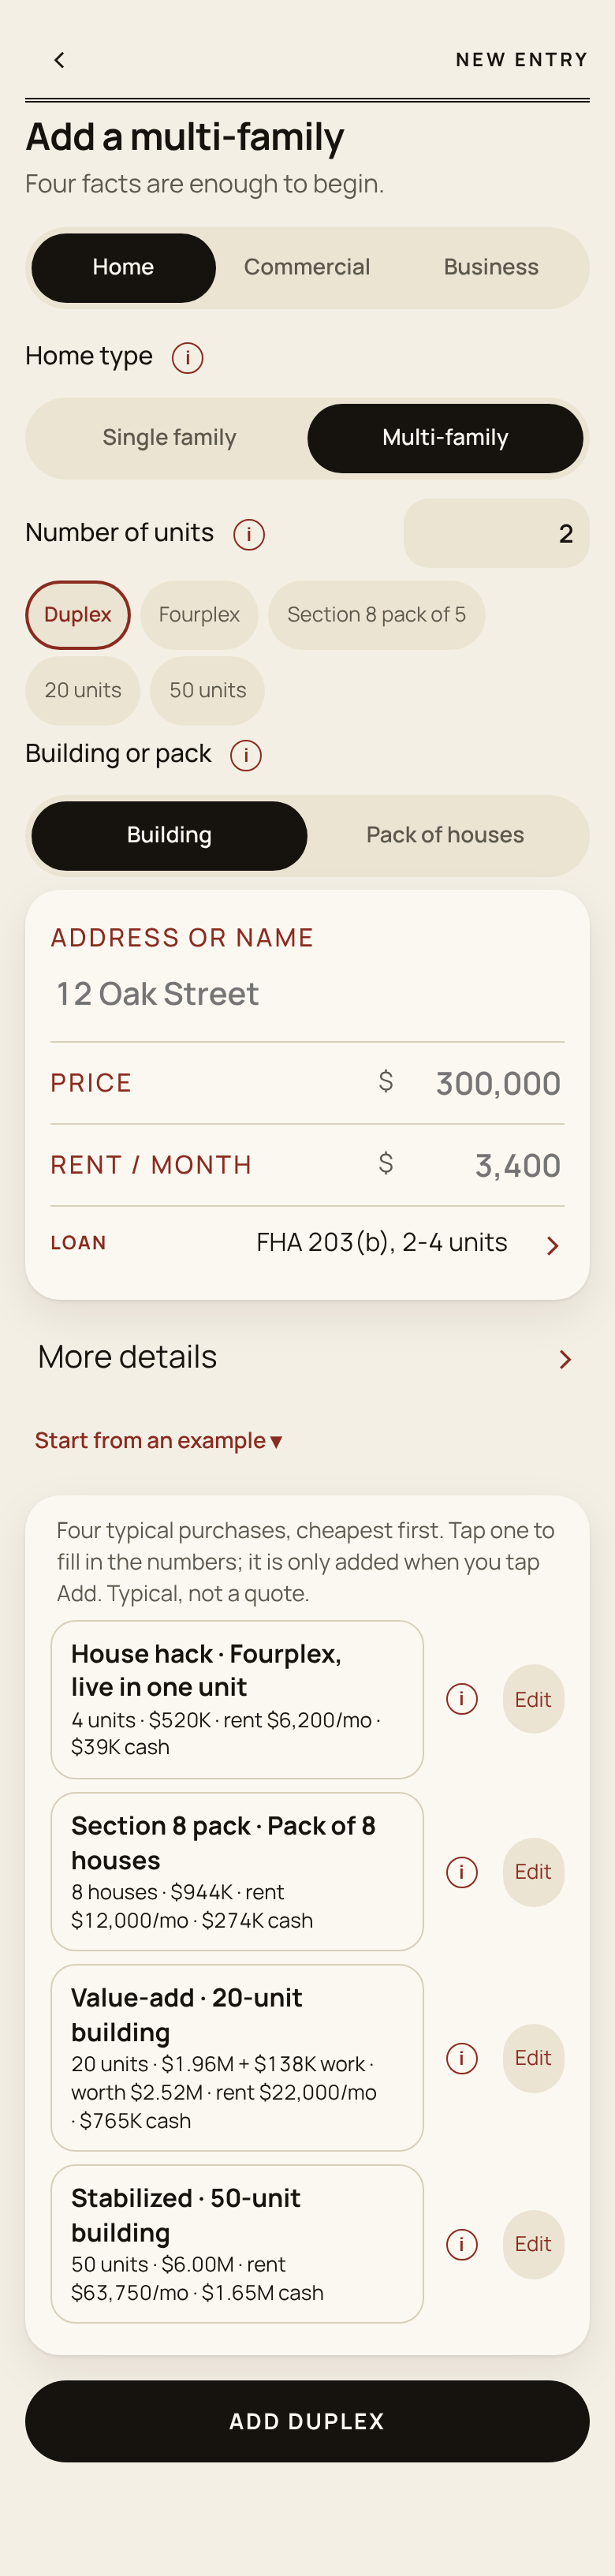 NEW ENTRY
Add a multi-family
Four facts are enough to begin.
Home Commercial Business
Home type i
Single family Multi-family
Number of units i 2
Duplex Fourplex Section 8 pack of 5
20 units 50 units
Building or pack i
Building Pack of houses
ADDRESS OR NAME
12 Oak Street
PRICE $ 300,000
RENT / MONTH $ 3,400
LOAN FHA 203(b), 2-4 units
More details
Start from an example ▾
Four typical purchases, cheapest first. Tap one to
fill in the numbers; it is only added when you tap
Add. Typical, not a quote.
House hack · Fourplex,
live in one unit
4 units · $520K · rent $6,200/mo ·
$39K cash
i Edit
Section 8 pack · Pack of 8
houses
8 houses · $944K · rent
$12,000/mo · $274K cash
i Edit
Value-add · 20-unit
building
20 units · $1.96M + $138K work ·
worth $2.52M · rent $22,000/mo
· $765K cash
i Edit
Stabilized · 50-unit
building
50 units · $6.00M · rent
$63,750/mo · $1.65M cash
i Edit
ADD DUPLEX